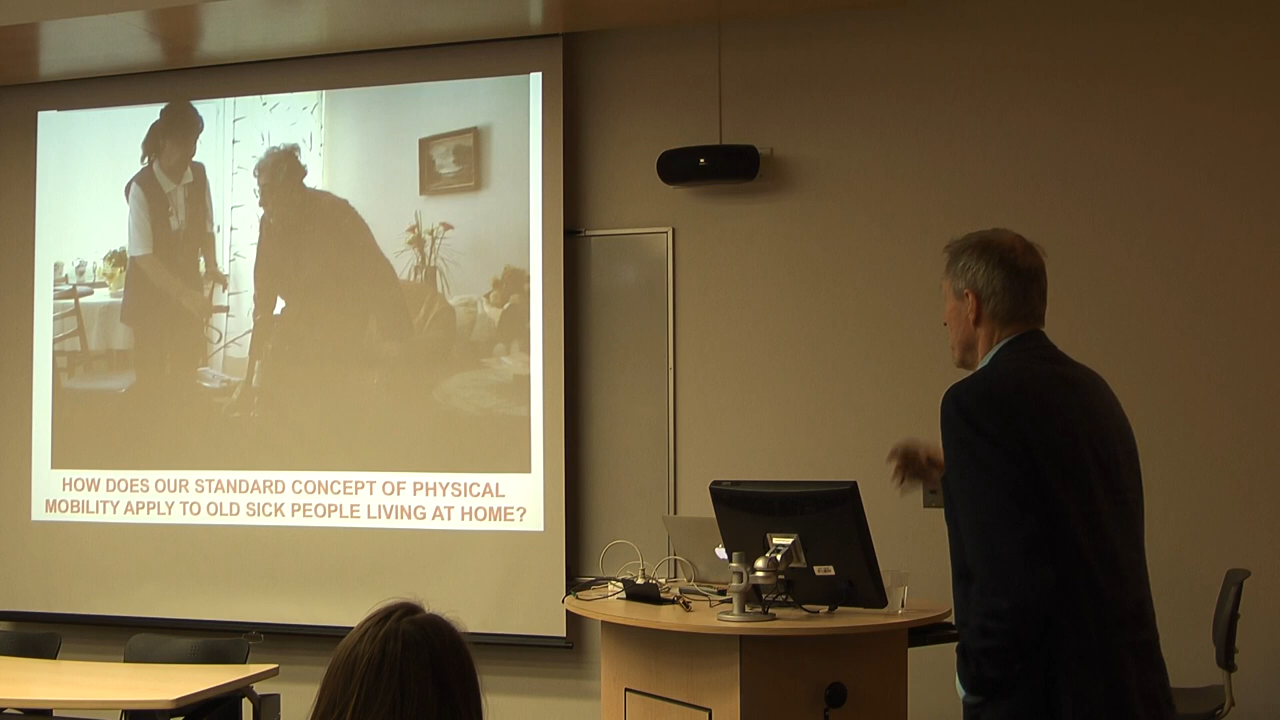 HOW DOES OUR STANDARD CONCEPT OF PHYSICAL
MOBILITY APPLY TO OLD SICK PEOPLE LIVING AT HOME?